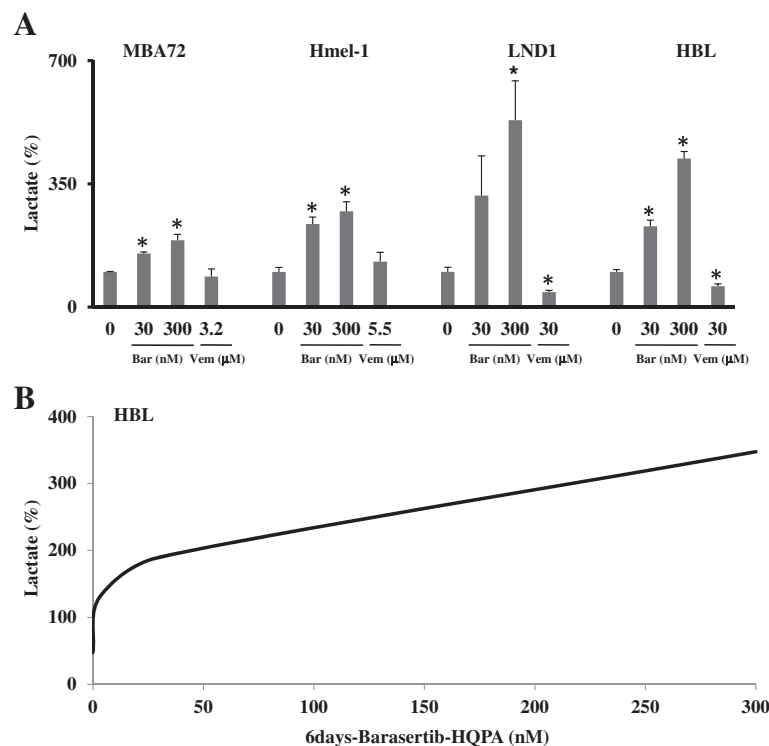 A
MBA72 Hmel-1 LND1 HBL
700
350
0
Lactate (%)
* * * * * * * * *
0 30 300 3.2 0 30 300 5.5 0 30 300 30 0 30 300 30
Bar (nM) Vem (μM) Bar (nM) Vem (μM) Bar (nM) Vem (μM) Bar (nM) Vem (μM)
B
HBL
400
300
200
100
0
Lactate (%)
0 50 100 150 200 250 300
6days-Barasertib-HQPA (nM)